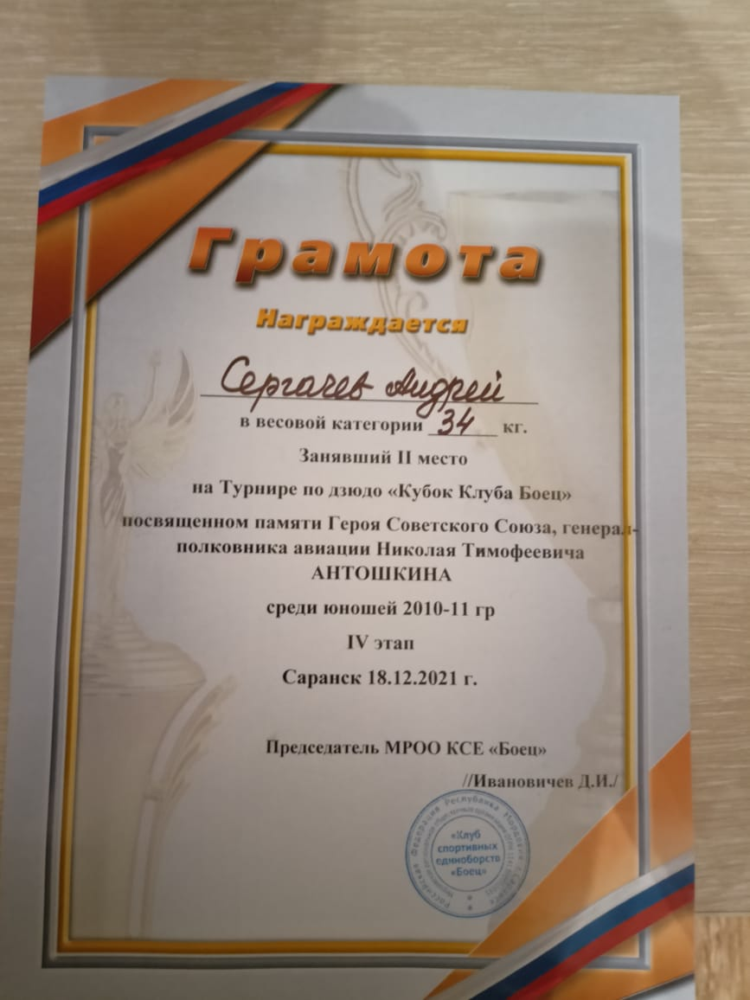 Грамота
Награждается
Сергачев Андрей
в весовой категории 34 кг.
Занявший II место
на Турнире по дзюдо «Кубок Клуба Боец»
посвященном памяти Героя Советского Союза, генерал-
полковника авиации Николая Тимофеевича
АНТОШКИНА
среди юношей 2010-11 гр
IV этап
Саранск 18.12.2021 г.
Председатель МРОО КСЕ «Боец»
//Ивановичев Д.И./
Российская Федерация Республика Мордовия
«Клуб
спортивных
единоборств
«Боец»